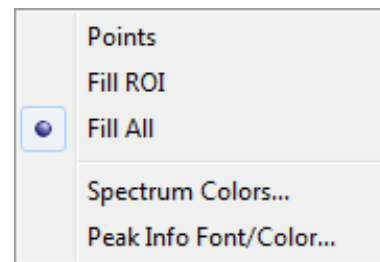 Points
Fill ROI
Fill All
Spectrum Colors...
Peak Info Font/Color...